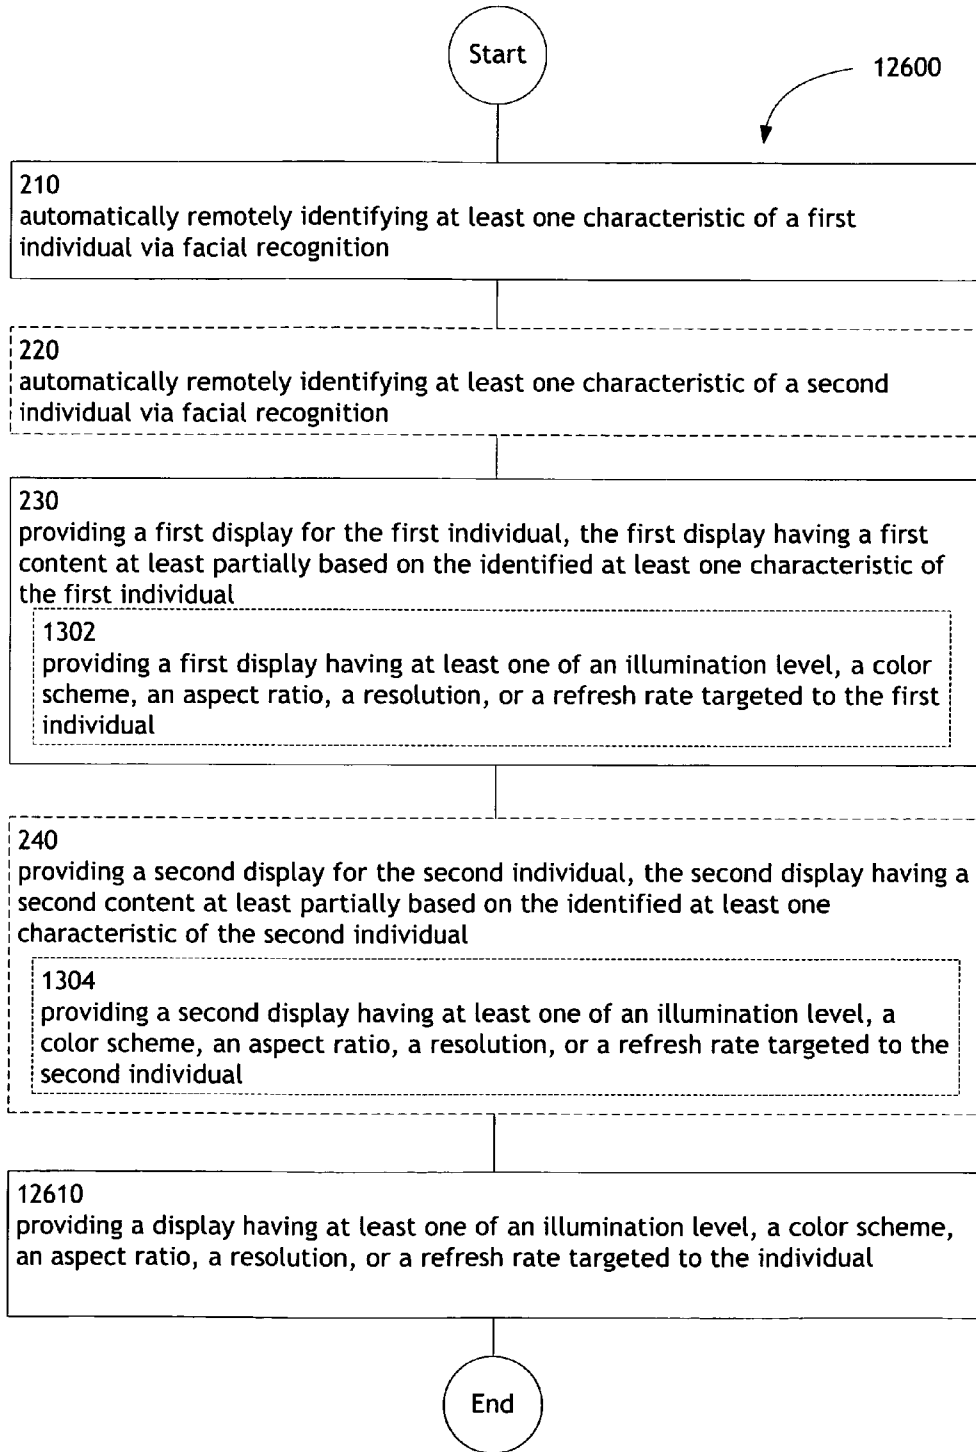 Start
12600
210
automatically remotely identifying at least one characteristic of a first
individual via facial recognition
220
automatically remotely identifying at least one characteristic of a second
individual via facial recognition
230
providing a first display for the first individual, the first display having a first
content at least partially based on the identified at least one characteristic of
the first individual
1302
providing a first display having at least one of an illumination level, a color
scheme, an aspect ratio, a resolution, or a refresh rate targeted to the first
individual
240
providing a second display for the second individual, the second display having a
second content at least partially based on the identified at least one
characteristic of the second individual
1304
providing a second display having at least one of an illumination level, a
color scheme, an aspect ratio, a resolution, or a refresh rate targeted to the
second individual
12610
providing a display having at least one of an illumination level, a color scheme,
an aspect ratio, a resolution, or a refresh rate targeted to the individual
End